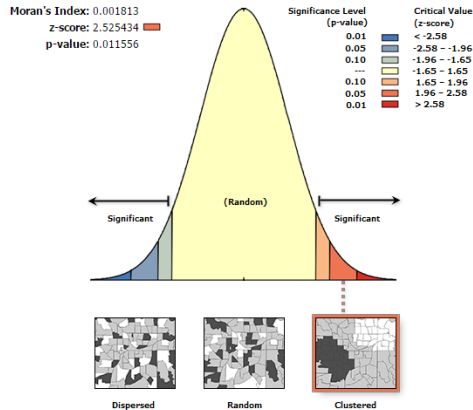 Moran's Index: 0.001813
z-score: 2.525434
p-value: 0.011556
Significance Level Critical Value
(p-value) (z-score)
0.01 < -2.58
0.05 -2.58 – -1.96
0.10 -1.96 – -1.65
--- -1.65 – 1.65
0.10 1.65 – 1.96
0.05 1.96 – 2.58
0.01 > 2.58
(Random)
Significant Significant
Dispersed Random Clustered